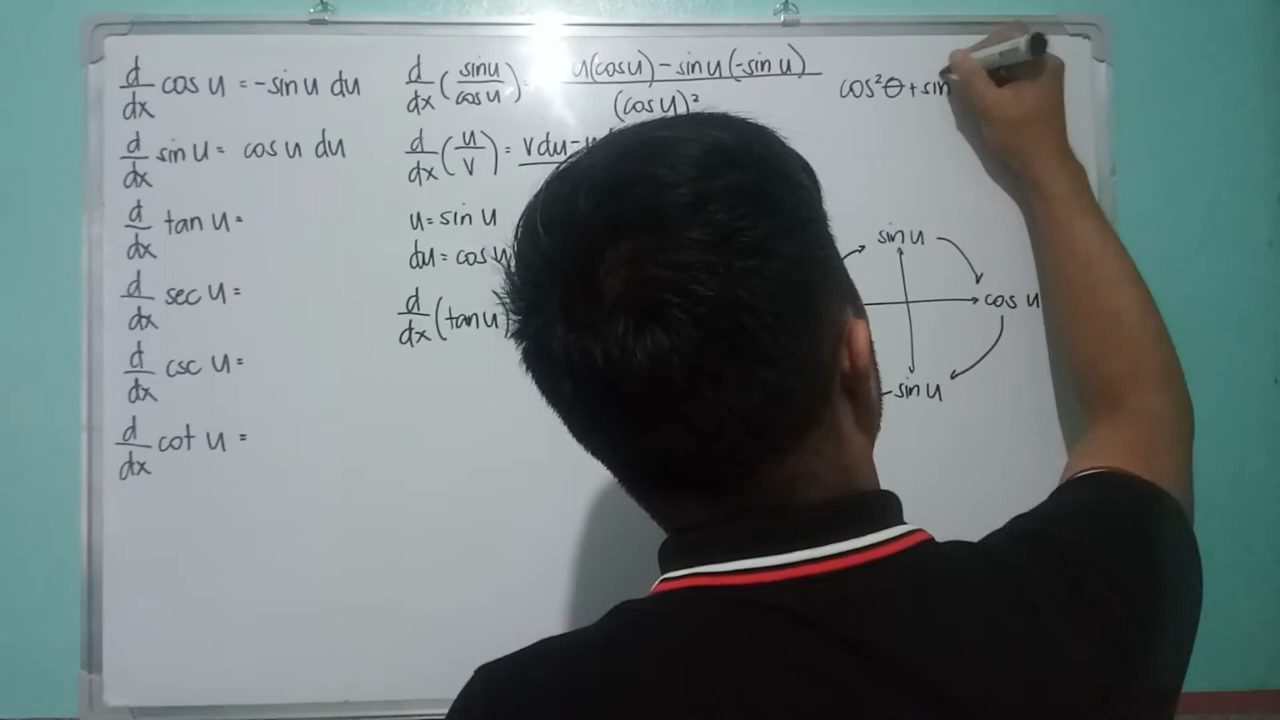 d/dx cos u = -sin u du
d/dx sin u = cos u du
d/dx tan u =
d/dx sec u =
d/dx csc u =
d/dx cot u =
d/dx (sin u / cos u) u(cos u) - sin u(-sin u) / (cos u)²
d/dx (u/v) = v du -
u = sin u
du = cos u
d/dx (tan u)
cos²θ + sin
sin u
cos u
-sin u